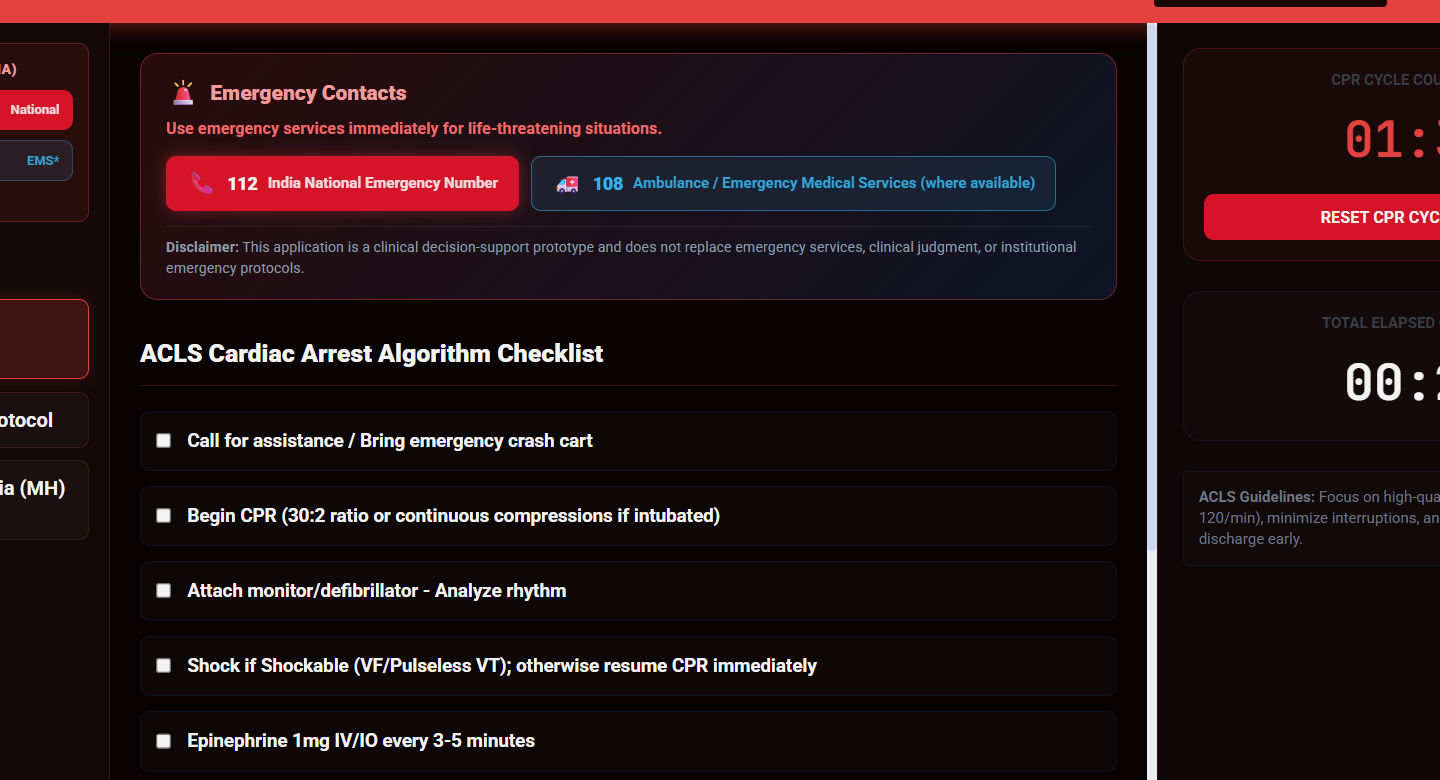 IA)
National
EMS*
otocol
ia (MH)
Emergency Contacts
Use emergency services immediately for life-threatening situations.
112 India National Emergency Number
108 Ambulance / Emergency Medical Services (where available)
Disclaimer: This application is a clinical decision-support prototype and does not replace emergency services, clinical judgment, or institutional
emergency protocols.
ACLS Cardiac Arrest Algorithm Checklist
Call for assistance / Bring emergency crash cart
Begin CPR (30:2 ratio or continuous compressions if intubated)
Attach monitor/defibrillator - Analyze rhythm
Shock if Shockable (VF/Pulseless VT); otherwise resume CPR immediately
Epinephrine 1mg IV/IO every 3-5 minutes
CPR CYCLE COU
01:
RESET CPR CYC
TOTAL ELAPSED
00:
ACLS Guidelines: Focus on high-qua
120/min), minimize interruptions, an
discharge early.